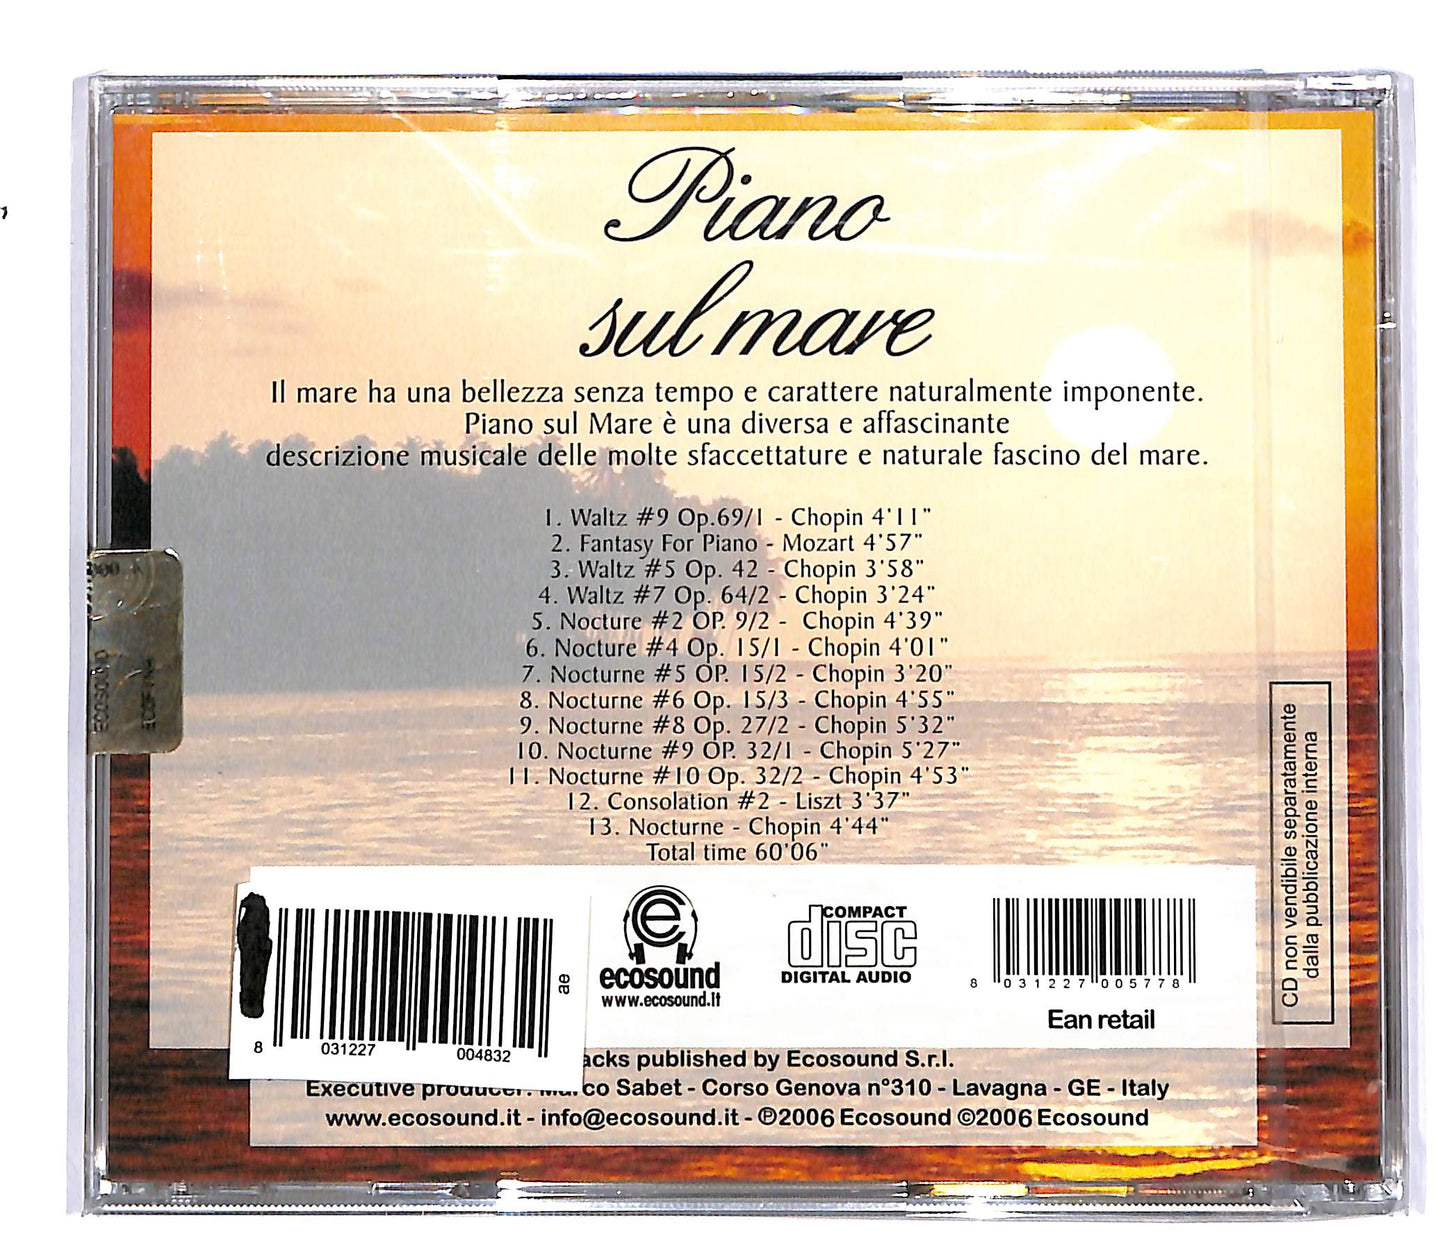 Piano
sul mare
Il mare ha una bellezza senza tempo e carattere naturalmente imponente.
Piano sul Mare è una diversa e affascinante
descrizione musicale delle molte sfaccettature e naturale fascino del mare.
1. Waltz #9 Op.69/1 - Chopin 4'11"
2. Fantasy For Piano - Mozart 4'57"
3. Waltz #5 Op. 42 - Chopin 3'58"
4. Waltz #7 Op. 64/2 - Chopin 3'24"
5. Nocture #2 OP. 9/2 - Chopin 4'39"
6. Nocture #4 Op. 15/1 - Chopin 4'01"
7. Nocturne #5 OP. 15/2 - Chopin 3'20"
8. Nocturne #6 Op. 15/3 - Chopin 4'55"
9. Nocturne #8 Op. 27/2 - Chopin 5'32"
10. Nocturne #9 OP. 32/1 - Chopin 5'27"
11. Nocturne #10 Op. 32/2 - Chopin 4'53"
12. Consolation #2 - Liszt 3'37"
13. Nocturne - Chopin 4'44"
Total time 60'06"
ECOSOUND
CD non vendibile separatamente
dalla pubblicazione interna
8 031227 004832
ae
e
ecosound
www.ecosound.it
COMPACT
disc
DIGITAL AUDIO
8 031227 005778
Ean retail
acks published by Ecosound S.r.l.
Executive producer: Marco Sabet - Corso Genova n°310 - Lavagna - GE - Italy
www.ecosound.it - info@ecosound.it - ℗2006 Ecosound ©2006 Ecosound